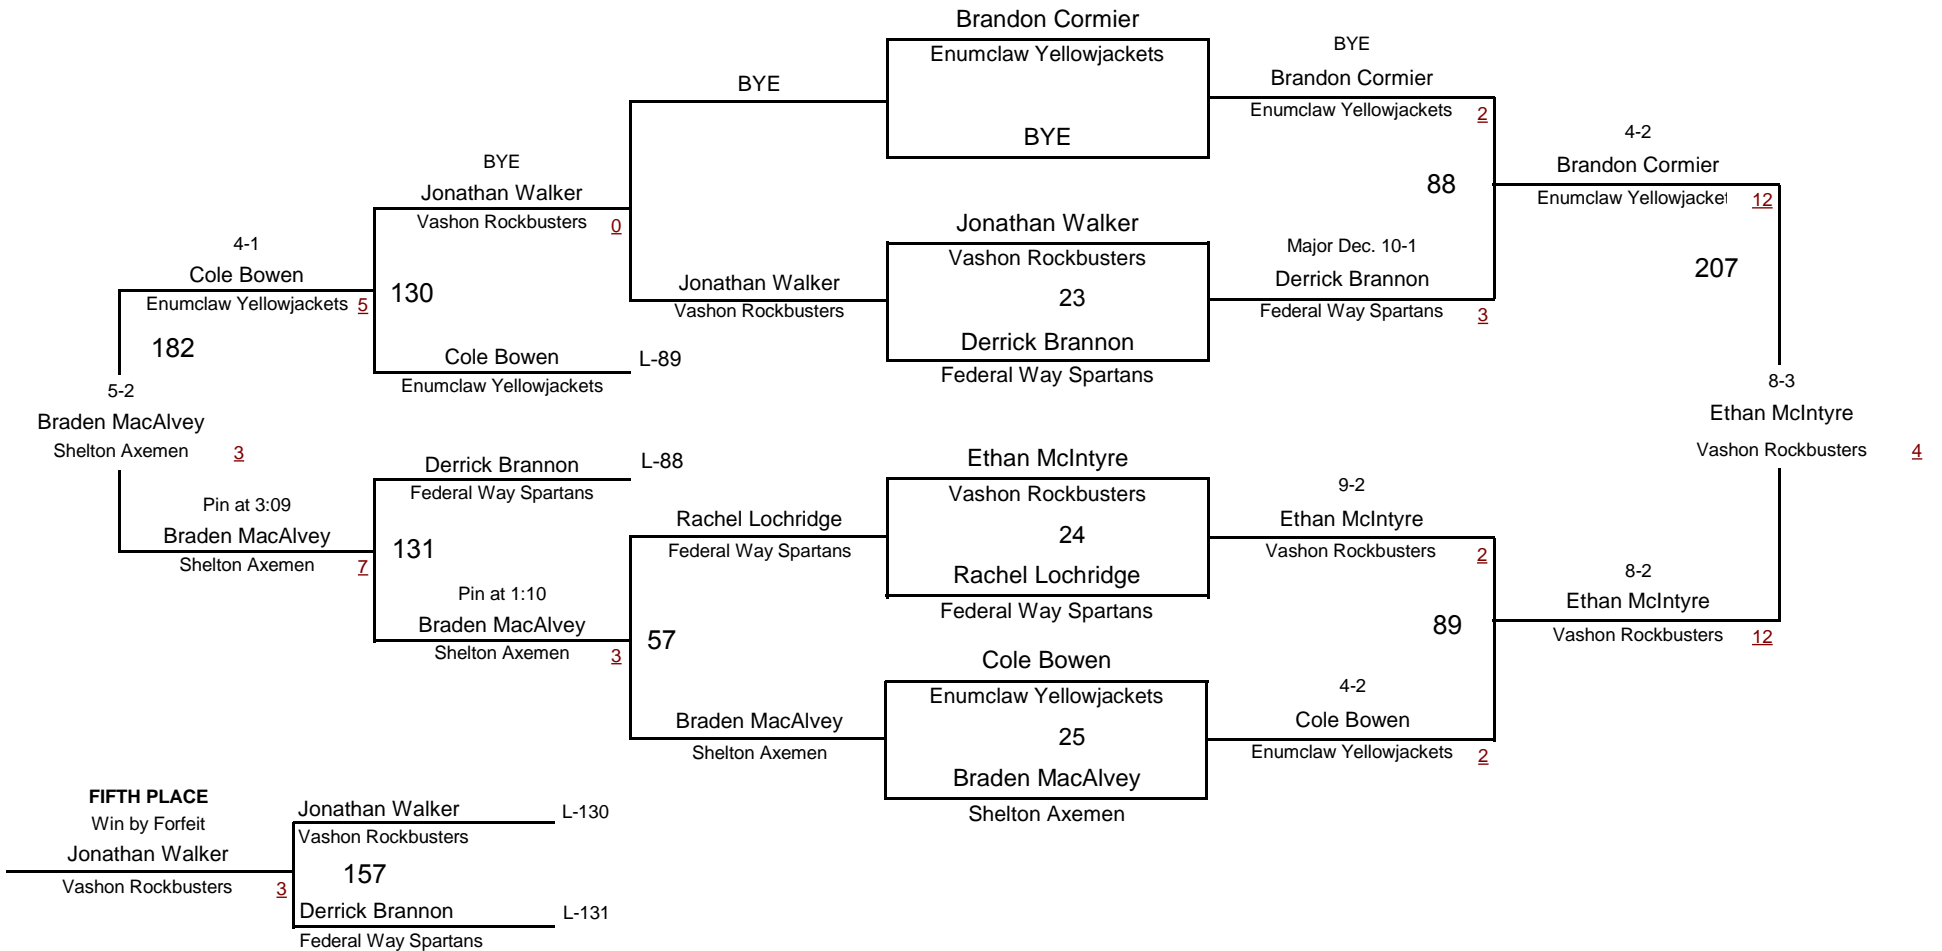 Brandon Cormier
Enumclaw Yellowjackets
BYE
BYE
Brandon Cormier
Enumclaw Yellowjackets 2
BYE
4-2
Brandon Cormier
Enumclaw Yellowjacket 12
BYE
Jonathan Walker
Vashon Rockbusters 0
88
Jonathan Walker
Vashon Rockbusters
23
Derrick Brannon
Federal Way Spartans
Major Dec. 10-1
Derrick Brannon
Federal Way Spartans 3
207
4-1
Cole Bowen
Enumclaw Yellowjackets 5
130
Jonathan Walker
Vashon Rockbusters
182
Cole Bowen L-89
Enumclaw Yellowjackets
5-2
Braden MacAlvey
Shelton Axemen 3
8-3
Ethan McIntyre
Vashon Rockbusters 4
Derrick Brannon L-88
Federal Way Spartans
Ethan McIntyre
Vashon Rockbusters
24
Rachel Lochridge
Federal Way Spartans
9-2
Ethan McIntyre
Vashon Rockbusters 2
Pin at 3:09
Braden MacAlvey
Shelton Axemen 7
131
Rachel Lochridge
Federal Way Spartans
Pin at 1:10
Braden MacAlvey
Shelton Axemen 3
57
89
8-2
Ethan McIntyre
Vashon Rockbusters 12
Cole Bowen
Enumclaw Yellowjackets
25
Braden MacAlvey
Shelton Axemen
4-2
Cole Bowen
Enumclaw Yellowjackets 2
Braden MacAlvey
Shelton Axemen
FIFTH PLACE
Win by Forfeit
Jonathan Walker
Vashon Rockbusters 3
Jonathan Walker L-130
Vashon Rockbusters
157
Derrick Brannon L-131
Federal Way Spartans